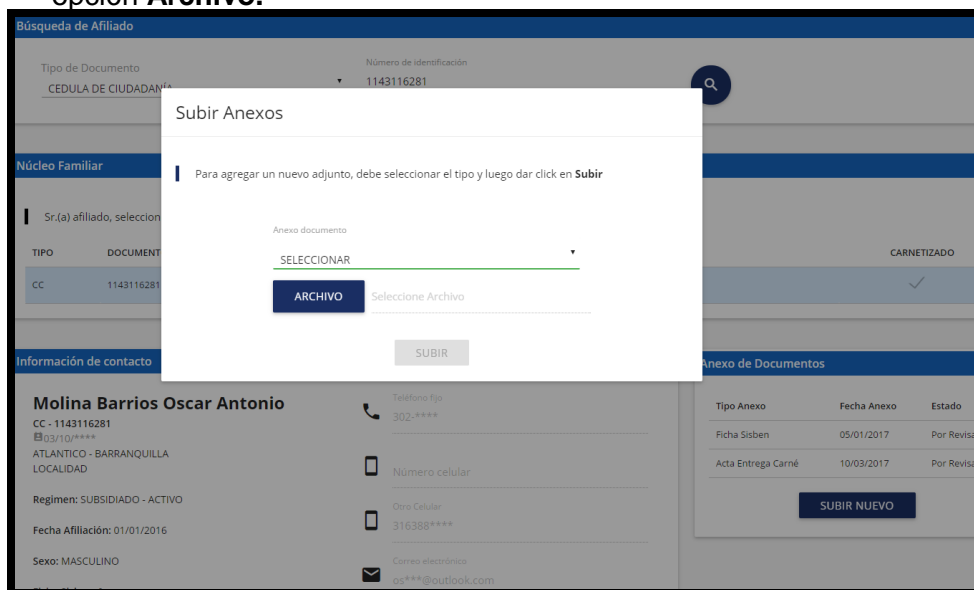 opción Archivo.
Búsqueda de Afiliado
Tipo de Documento
CEDULA DE CIUDADANÍA
Número de identificación
1143116281
Subir Anexos
Para agregar un nuevo adjunto, debe seleccionar el tipo y luego dar click en Subir
Anexo documento
SELECCIONAR
ARCHIVO Seleccione Archivo
SUBIR
Núcleo Familiar
Sr.(a) afiliado, seleccion
TIPO DOCUMENT CARNETIZADO
CC 1143116281
Información de contacto
Molina Barrios Oscar Antonio
CC - 1143116281
03/10/****
ATLANTICO - BARRANQUILLA
LOCALIDAD
Regimen: SUBSIDIADO - ACTIVO
Fecha Afiliación: 01/01/2016
Sexo: MASCULINO
Teléfono fijo
302-****
Número celular
Otro Celular
316388****
Correo electrónico
os***@outlook.com
Anexo de Documentos
Tipo Anexo Fecha Anexo Estado
Ficha Sisben 05/01/2017 Por Revisa
Acta Entrega Carné 10/03/2017 Por Revisa
SUBIR NUEVO